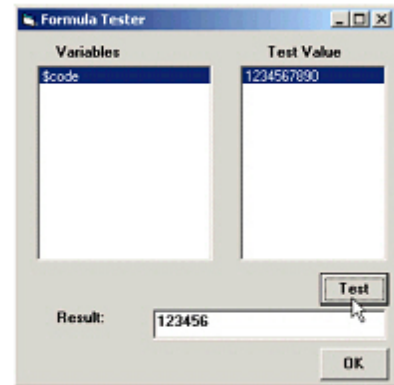 Formula Tester
Variables Test Value
$code 1234567890
Test
Result: 123456
OK